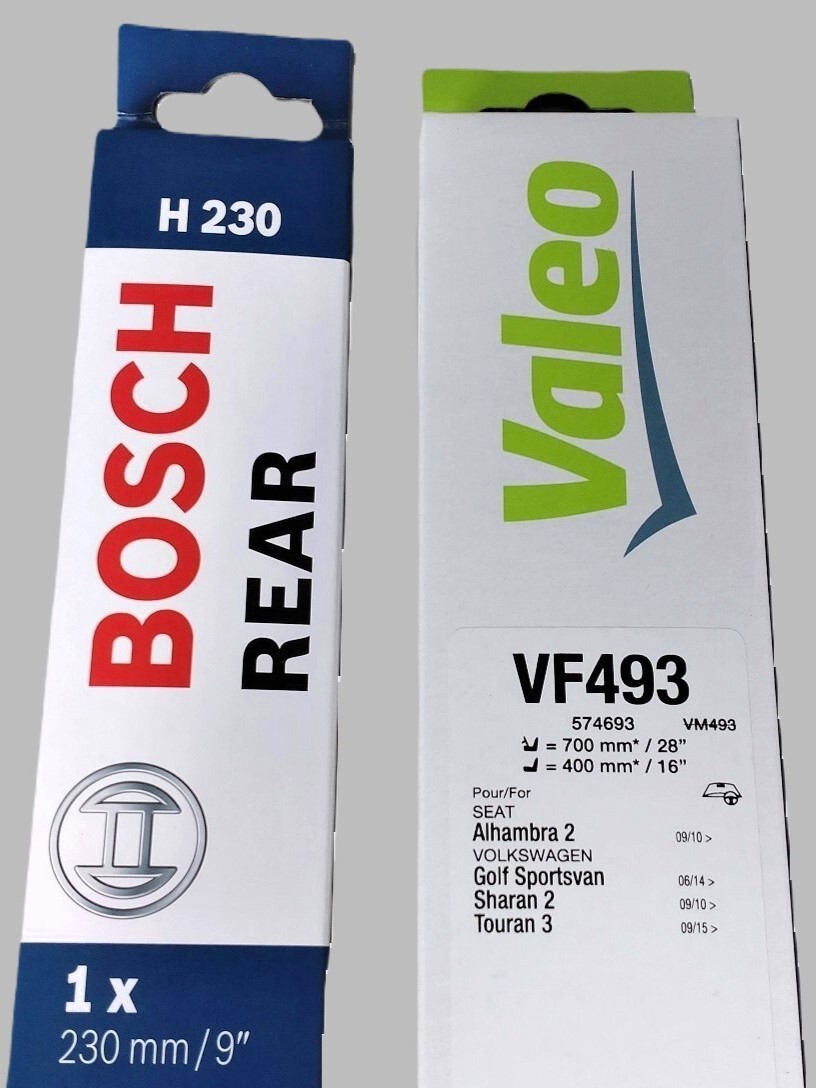 H 230
BOSCH
REAR
1 x
230 mm / 9"
Valeo
VF493
574693 VM493
= 700 mm* / 28"
= 400 mm* / 16"
Pour/For
SEAT
Alhambra 2 09/10 >
VOLKSWAGEN
Golf Sportsvan 06/14 >
Sharan 2 09/10 >
Touran 3 09/15 >